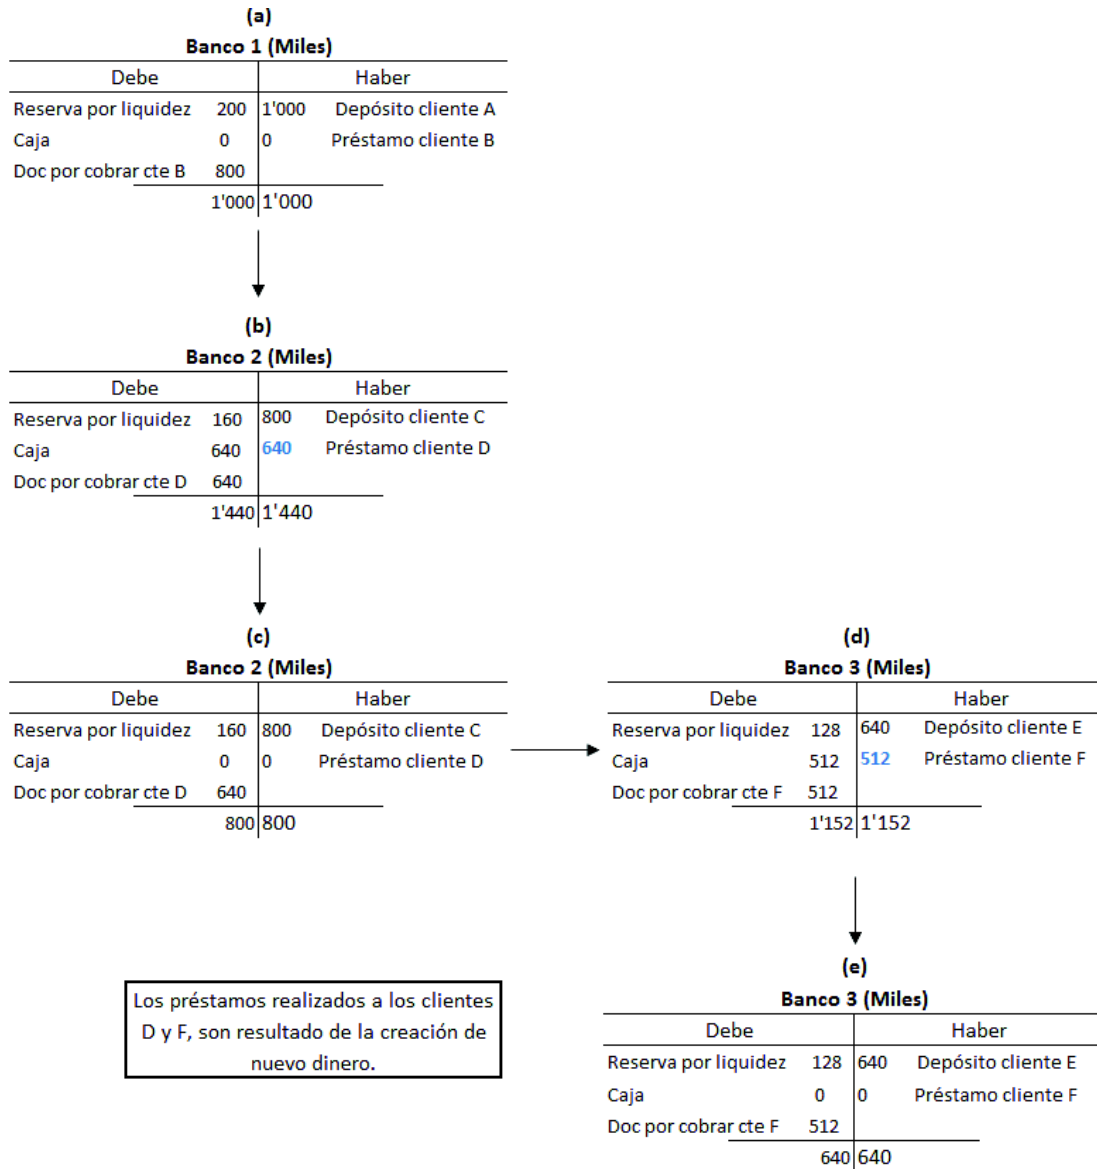 (a)
Banco 1 (Miles)
Debe Haber
Reserva por liquidez 200 1'000 Depósito cliente A
Caja 0 0 Préstamo cliente B
Doc por cobrar cte B 800
1'000 1'000
(b)
Banco 2 (Miles)
Debe Haber
Reserva por liquidez 160 800 Depósito cliente C
Caja 640 640 Préstamo cliente D
Doc por cobrar cte D 640
1'440 1'440
(c)
Banco 2 (Miles)
Debe Haber
Reserva por liquidez 160 800 Depósito cliente C
Caja 0 0 Préstamo cliente D
Doc por cobrar cte D 640
800 800
(d)
Banco 3 (Miles)
Debe Haber
Reserva por liquidez 128 640 Depósito cliente E
Caja 512 512 Préstamo cliente F
Doc por cobrar cte F 512
1'152 1'152
(e)
Banco 3 (Miles)
Debe Haber
Reserva por liquidez 128 640 Depósito cliente E
Caja 0 0 Préstamo cliente F
Doc por cobrar cte F 512
640 640
Los préstamos realizados a los clientes
D y F, son resultado de la creación de
nuevo dinero.